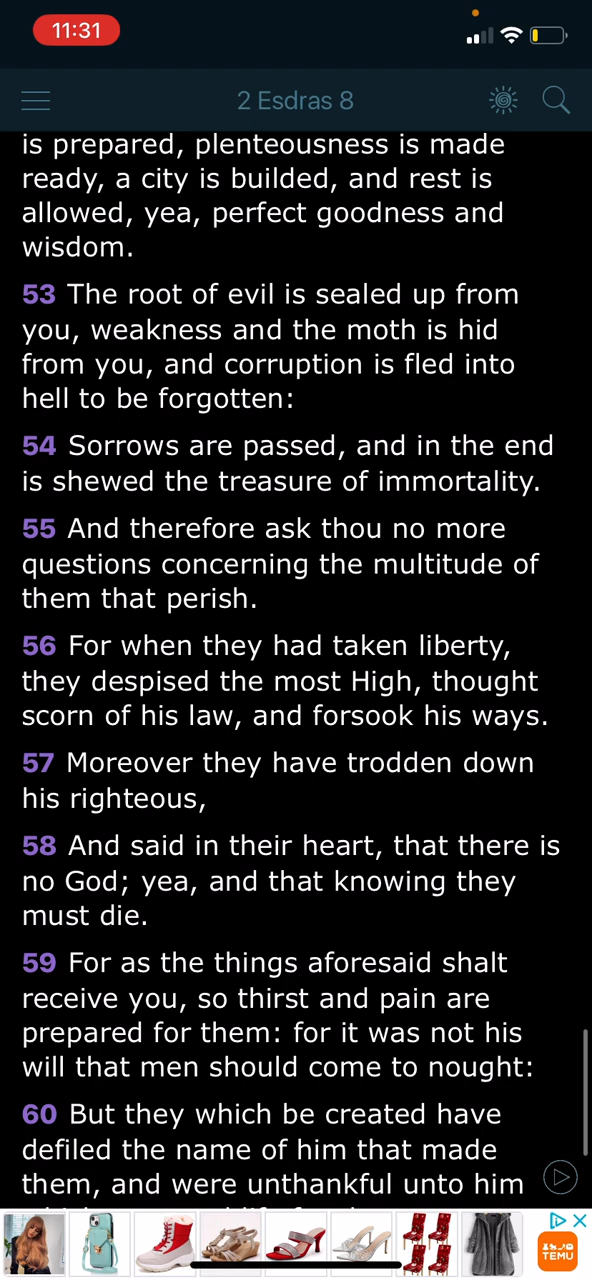 11:31
2 Esdras 8
is prepared, plenteousness is made
ready, a city is builded, and rest is
allowed, yea, perfect goodness and
wisdom.
53 The root of evil is sealed up from
you, weakness and the moth is hid
from you, and corruption is fled into
hell to be forgotten:
54 Sorrows are passed, and in the end
is shewed the treasure of immortality.
55 And therefore ask thou no more
questions concerning the multitude of
them that perish.
56 For when they had taken liberty,
they despised the most High, thought
scorn of his law, and forsook his ways.
57 Moreover they have trodden down
his righteous,
58 And said in their heart, that there is
no God; yea, and that knowing they
must die.
59 For as the things aforesaid shalt
receive you, so thirst and pain are
prepared for them: for it was not his
will that men should come to nought:
60 But they which be created have
defiled the name of him that made
them, and were unthankful unto him
TEMU